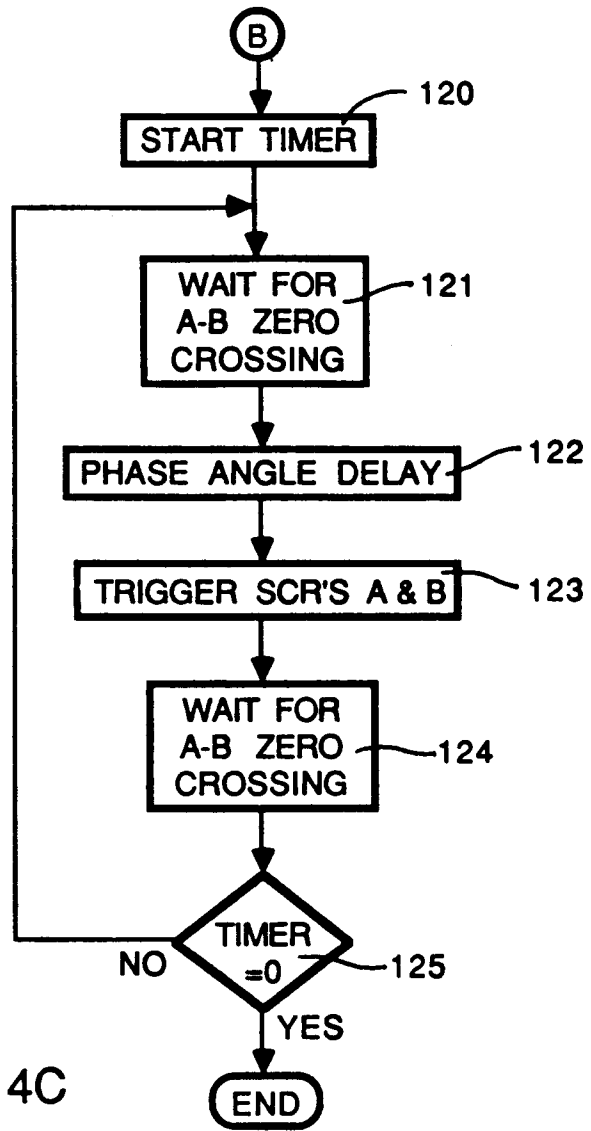 B
120
START TIMER
WAIT FOR
A-B ZERO
CROSSING
121
PHASE ANGLE DELAY
122
TRIGGER SCR'S A & B
123
WAIT FOR
A-B ZERO
CROSSING
124
TIMER
=0
125
NO
YES
4C
END